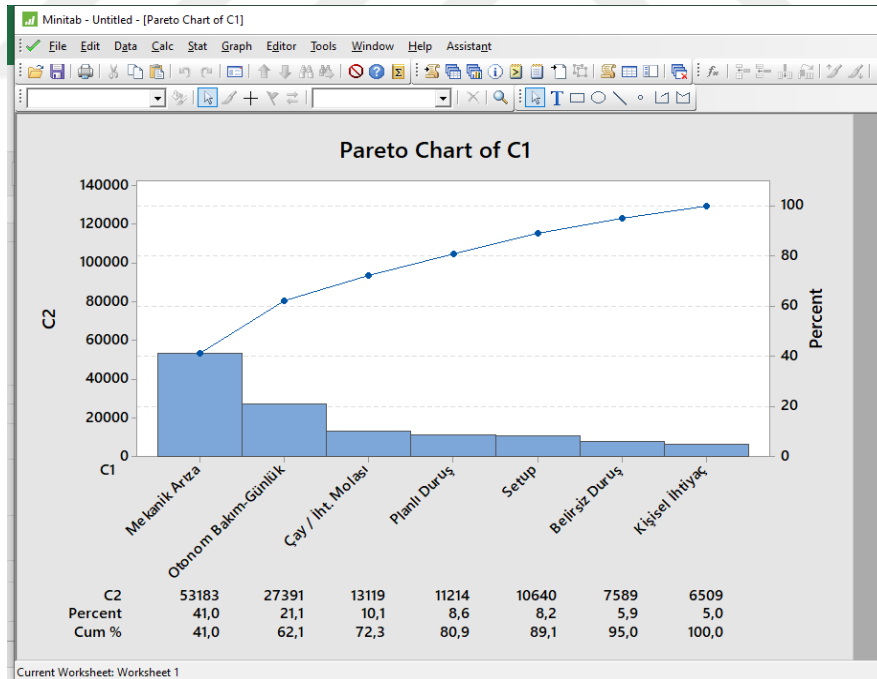 Minitab - Untitled - [Pareto Chart of C1]
File Edit Data Calc Stat Graph Editor Tools Window Help Assistant
Pareto Chart of C1
140000
120000
100000
80000
60000
40000
20000
0
C2
100
80
60
40
20
0
Percent
C1
Mekanik Arıza
Otonom Bakım-Günlük
Çay / İht. Molası
Planlı Duruş
Setup
Belirsiz Duruş
Kişisel İhtiyaç
C2 53183 27391 13119 11214 10640 7589 6509
Percent 41,0 21,1 10,1 8,6 8,2 5,9 5,0
Cum % 41,0 62,1 72,3 80,9 89,1 95,0 100,0
Current Worksheet: Worksheet 1